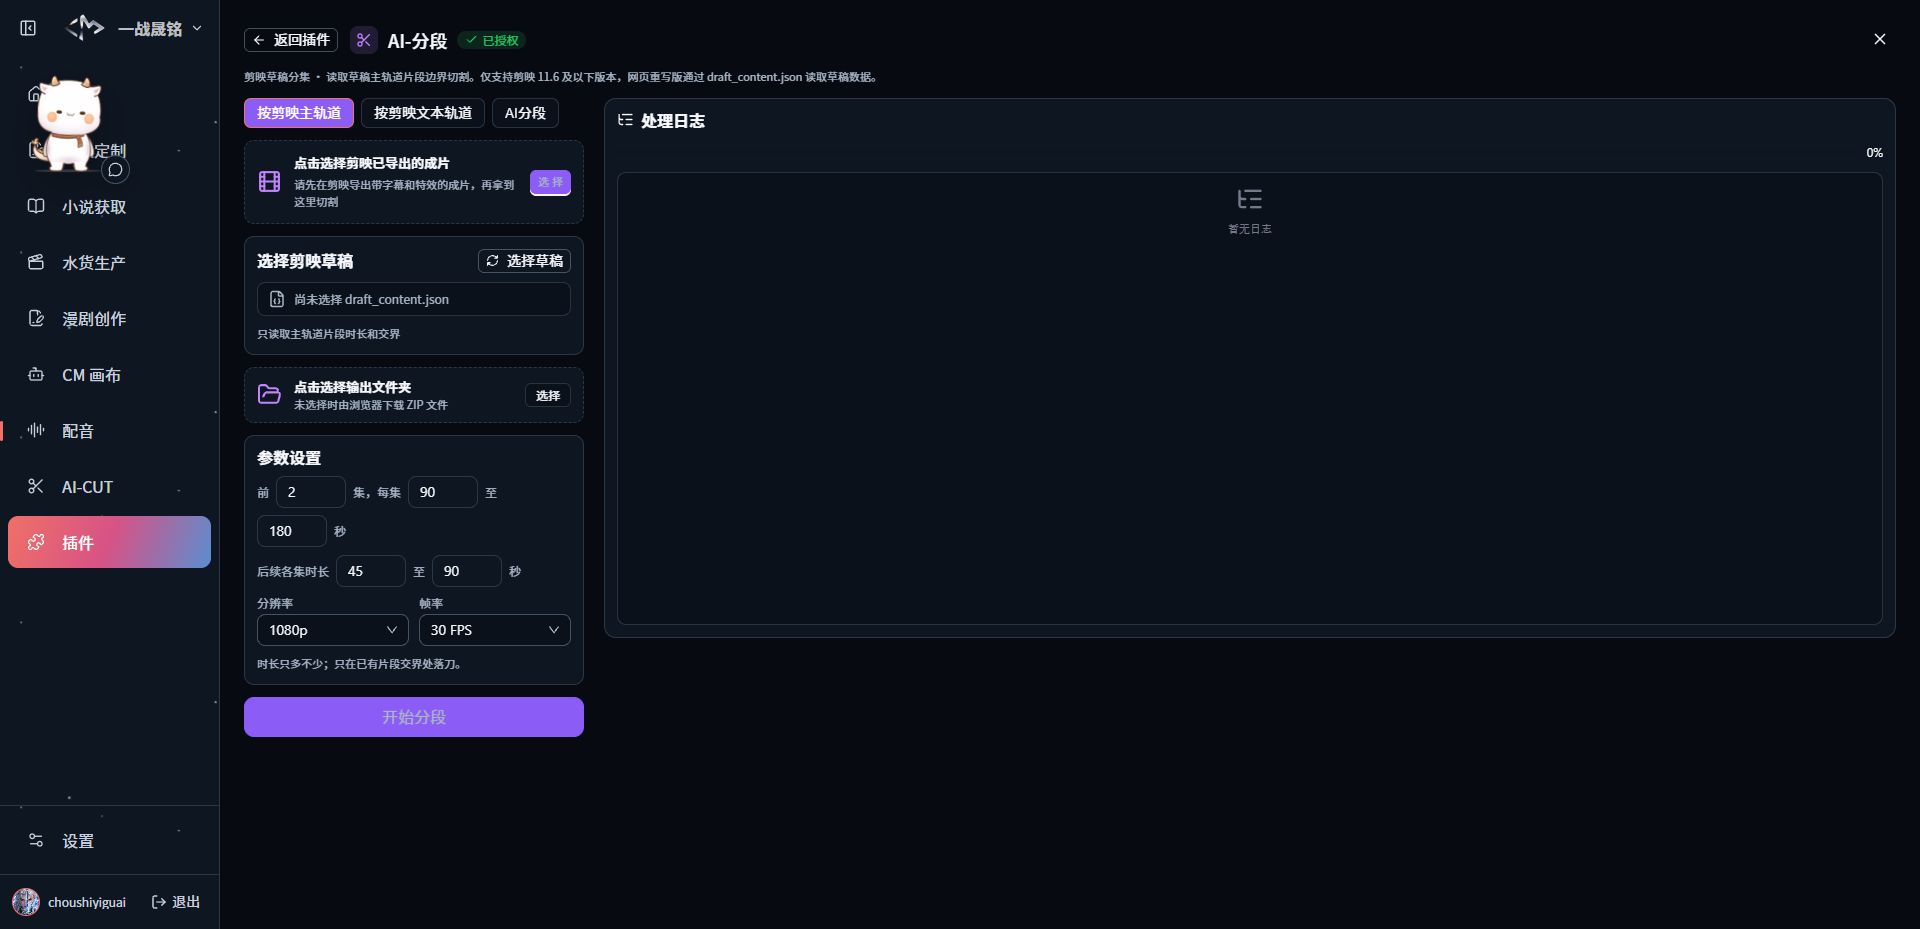 一战晟铭
定制
小说获取
水货生产
漫剧创作
CM 画布
配音
AI-CUT
插件
设置
choushiyiguai
退出
返回插件
AI-分段
已授权
剪映草稿分集 · 读取草稿主轨道片段边界切割。仅支持剪映 11.6 及以下版本，网页重写版通过 draft_content.json 读取草稿数据。
按剪映主轨道
按剪映文本轨道
AI分段
点击选择剪映已导出的成片
请先在剪映导出带字幕和特效的成片，再拿到
这里切割
选 择
选择剪映草稿
选择草稿
尚未选择 draft_content.json
只读取主轨道片段时长和交界
点击选择输出文件夹
未选择时由浏览器下载 ZIP 文件
选择
参数设置
前 2 集，每集 90 至
180 秒
后续各集时长 45 至 90 秒
分辨率 帧率
1080p 30 FPS
时长只多不少；只在已有片段交界处落刀。
开始分段
处理日志
0%
暂无日志